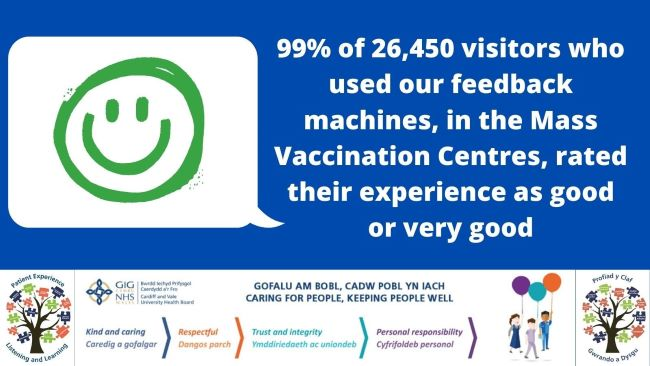 99% of 26,450 visitors who
used our feedback
machines, in the Mass
Vaccination Centres, rated
their experience as good
or very good
Patient Experience
Listening and Learning
GIG
CYMRU
NHS
WALES
Bwrdd Iechyd Prifysgol
Caerdydd a'r Fro
Cardiff and Vale
University Health Board
GOFALU AM BOBL, CADW POBL YN IACH
CARING FOR PEOPLE, KEEPING PEOPLE WELL
Kind and caring
Caredig a gofalgar
Respectful
Dangos parch
Trust and integrity
Ymddiriedaeth ac uniondeb
Personal responsibility
Cyfrifoldeb personol
Profiad y Claf
Gwrando a Dysgu